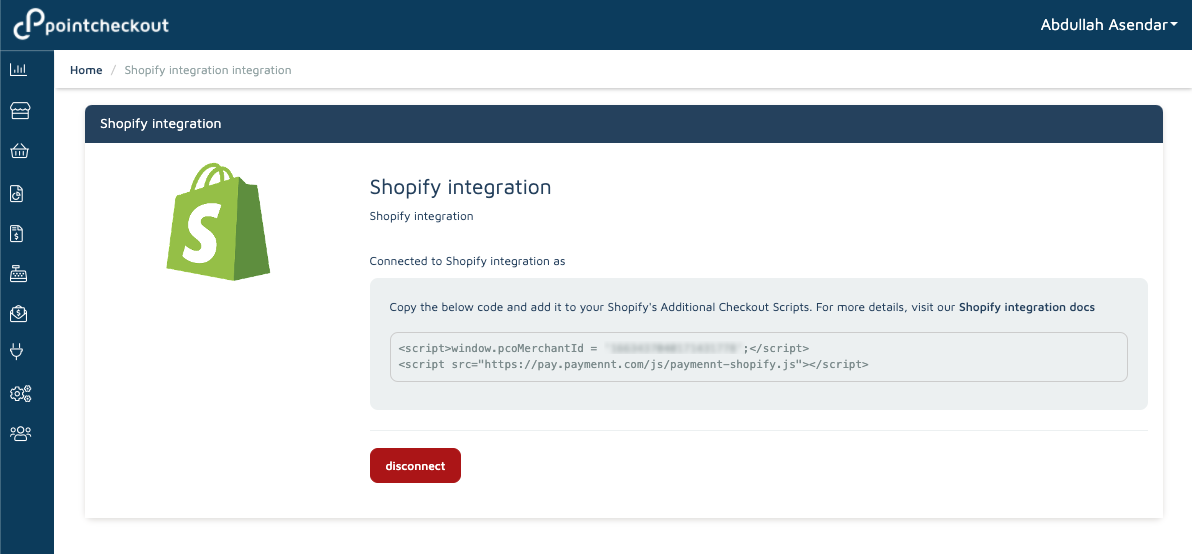 pointcheckout
Abdullah Asendar
Home / Shopify integration integration
Shopify integration
S
Shopify integration
Shopify integration
Connected to Shopify integration as
Copy the below code and add it to your Shopify's Additional Checkout Scripts. For more details, visit our Shopify integration docs
<script>window.pcoMerchantId = ' ';</script>
<script src="https://pay.paymennt.com/js/paymennt-shopify.js"></script>
disconnect